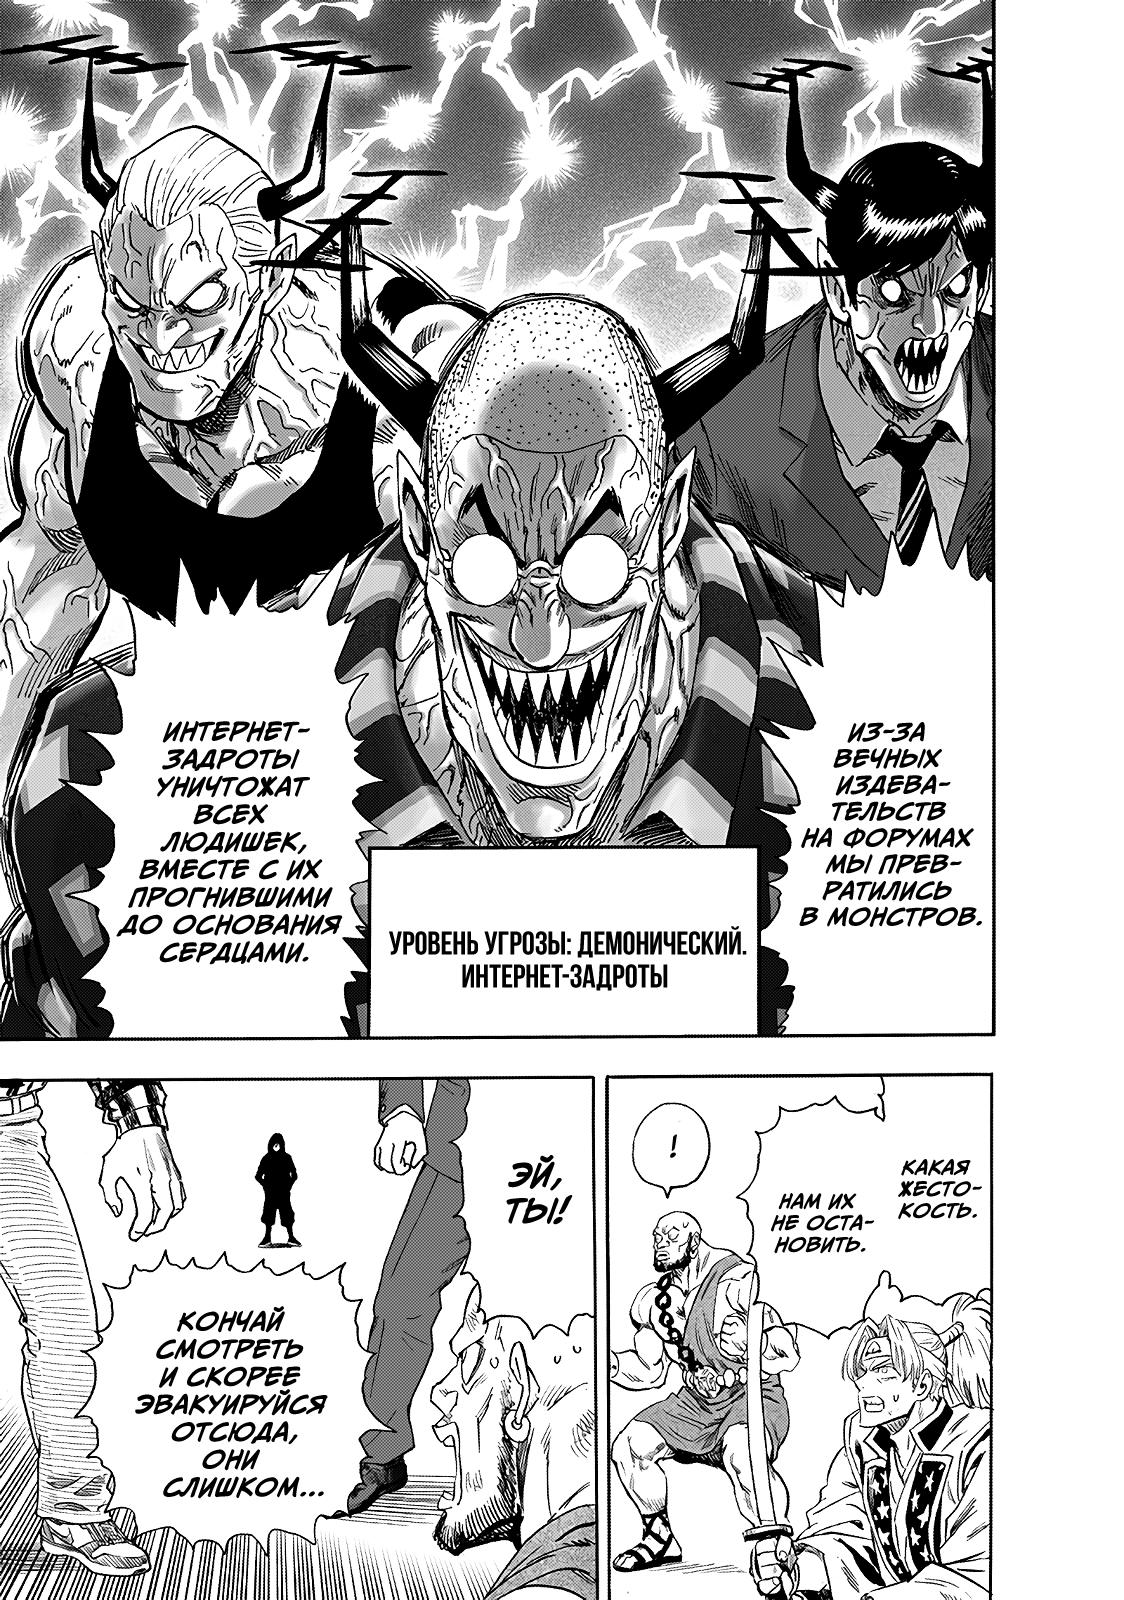 ИЗ-ЗА
ВЕЧНЫХ
ИЗДЕВА-
ТЕЛЬСТВ
НА ФОРУМАХ
МЫ ПРЕВ-
РАТИЛИСЬ
В МОНСТРОВ.
ИНТЕРНЕТ-
ЗАДРОТЫ
УНИЧТОЖАТ
ВСЕХ
ЛЮДИШЕК,
ВМЕСТЕ С ИХ
ПРОГНИВШИМИ
ДО ОСНОВАНИЯ
СЕРДЦАМИ.
УРОВЕНЬ УГРОЗЫ: ДЕМОНИЧЕСКИЙ.
ИНТЕРНЕТ-ЗАДРОТЫ
КАКАЯ
ЖЕСТО-
КОСТЬ.
НАМ ИХ
НЕ ОСТА-
НОВИТЬ.
!
ЭЙ,
ТЫ!
КОНЧАЙ
СМОТРЕТЬ
И СКОРЕЕ
ЭВАКУИРУЙСЯ
ОТСЮДА,
ОНИ
СЛИШКОМ...